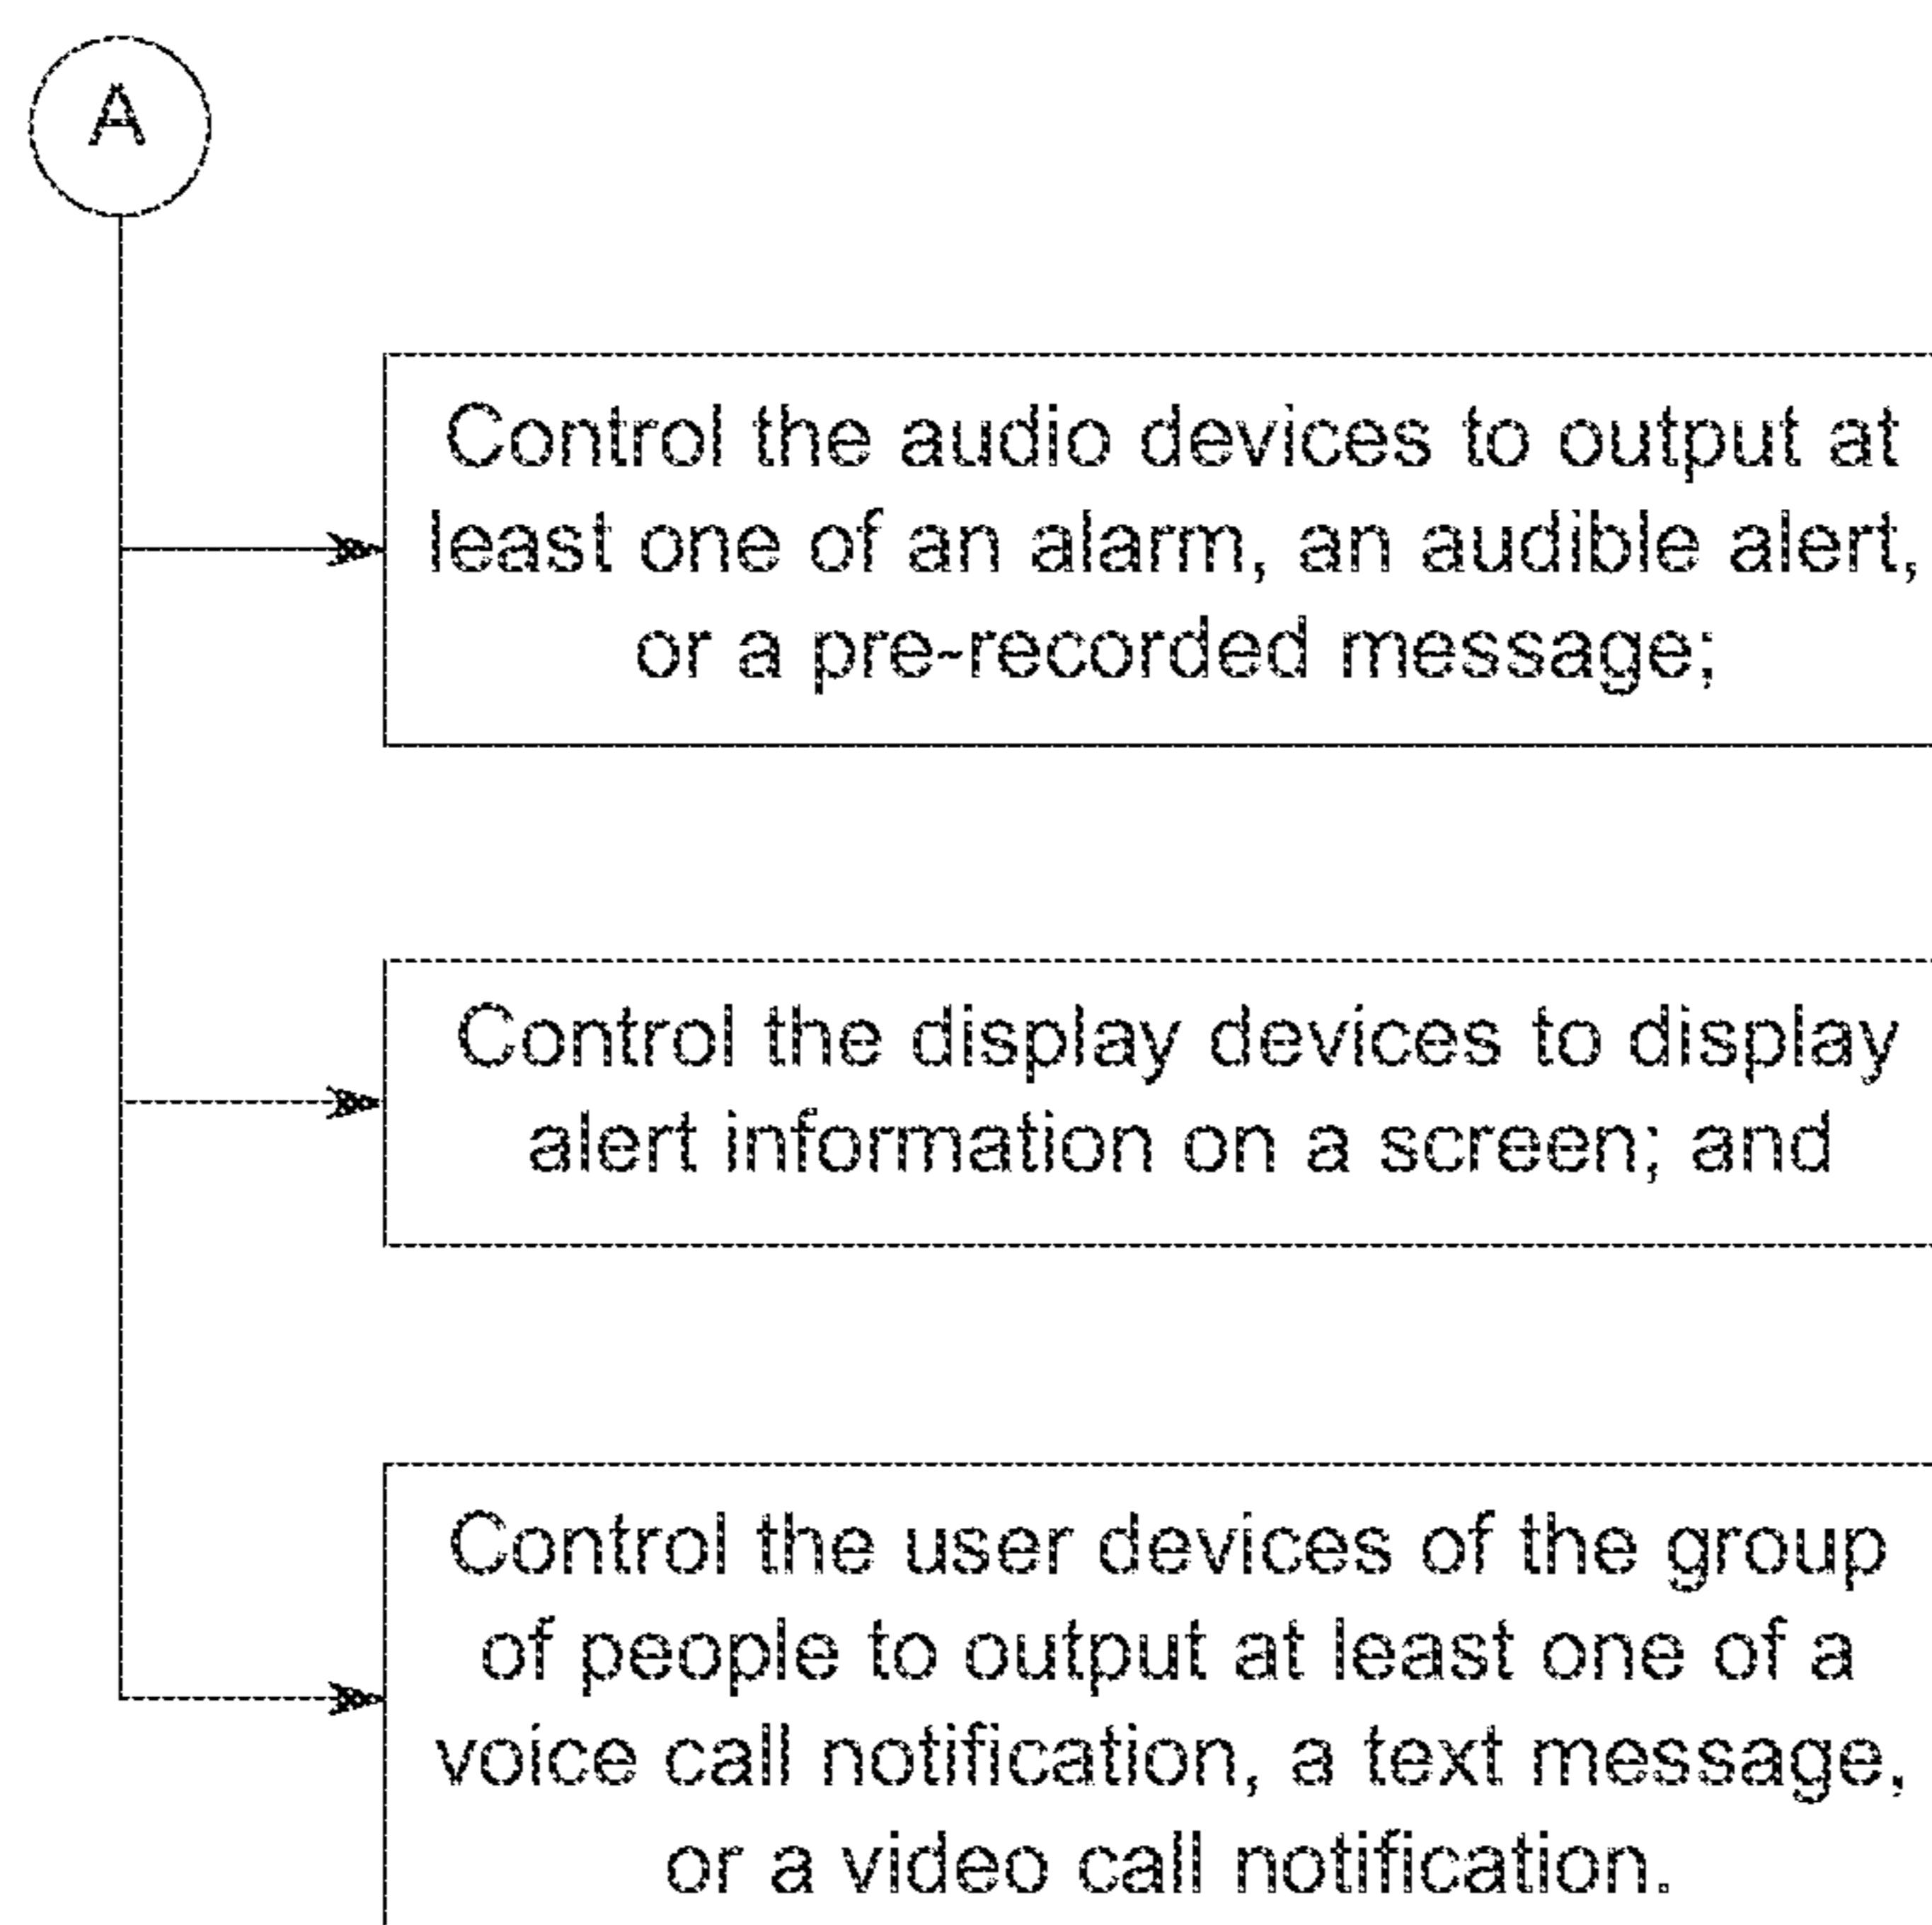 A
Control the audio devices to output at
least one of an alarm, an audible alert,
or a pre-recorded message;
Control the display devices to display
alert information on a screen; and
Control the user devices of the group
of people to output at least one of a
voice call notification, a text message,
or a video call notification.